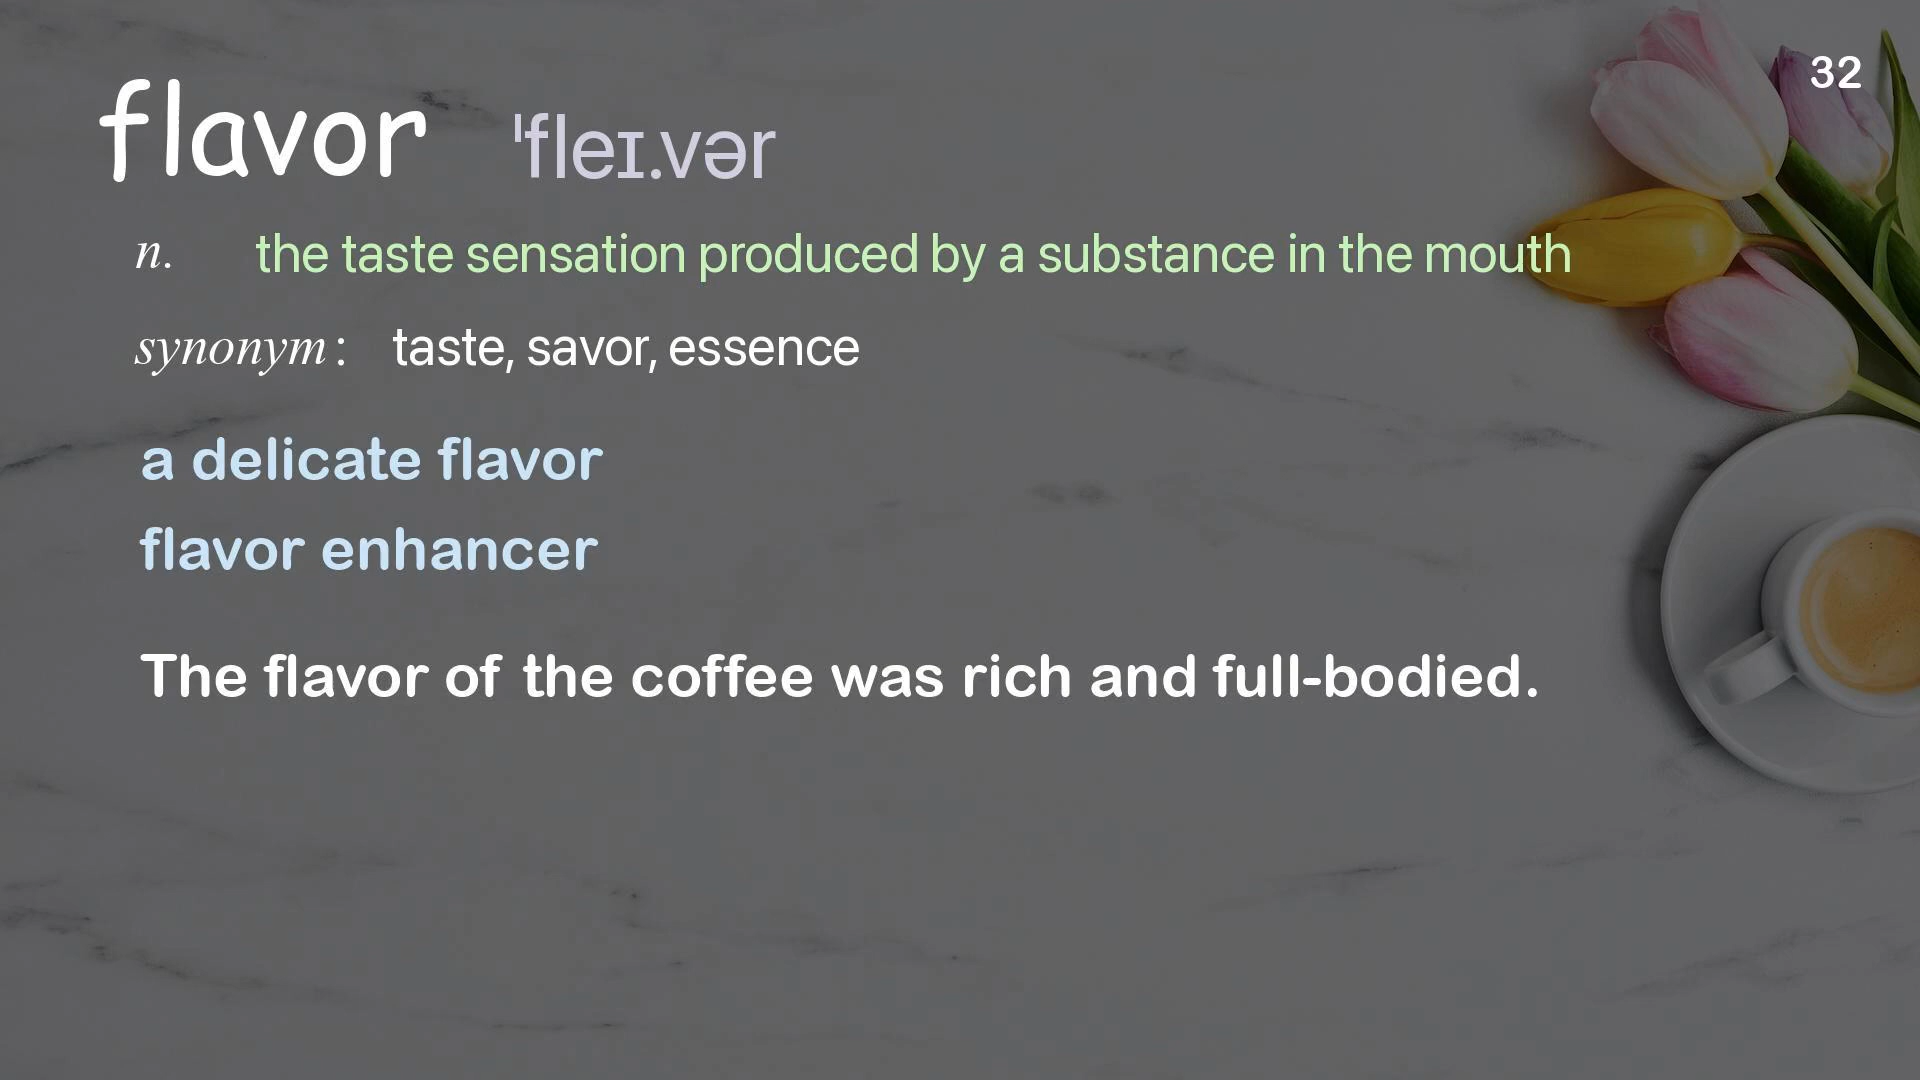 32
flavor ˈfleɪ.vər
n. the taste sensation produced by a substance in the mouth
synonym: taste, savor, essence
a delicate flavor
flavor enhancer
The flavor of the coffee was rich and full-bodied.